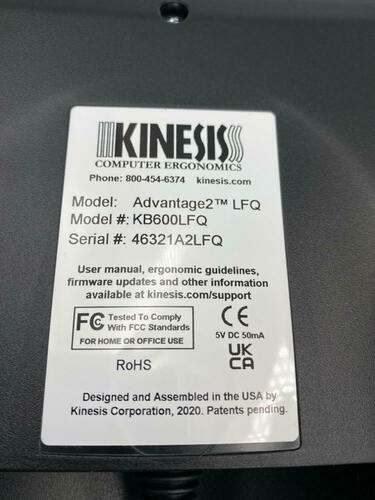 KINESIS
COMPUTER ERGONOMICS
Phone: 800-454-6374 kinesis.com
Model: Advantage2™ LFQ
Model #: KB600LFQ
Serial #: 46321A2LFQ
User manual, ergonomic guidelines,
firmware updates and other information
available at kinesis.com/support
FC Tested To Comply
With FCC Standards
FOR HOME OR OFFICE USE
CE
5V DC 50mA
UK
CA
RoHS
Designed and Assembled in the USA by
Kinesis Corporation, 2020. Patents pending.